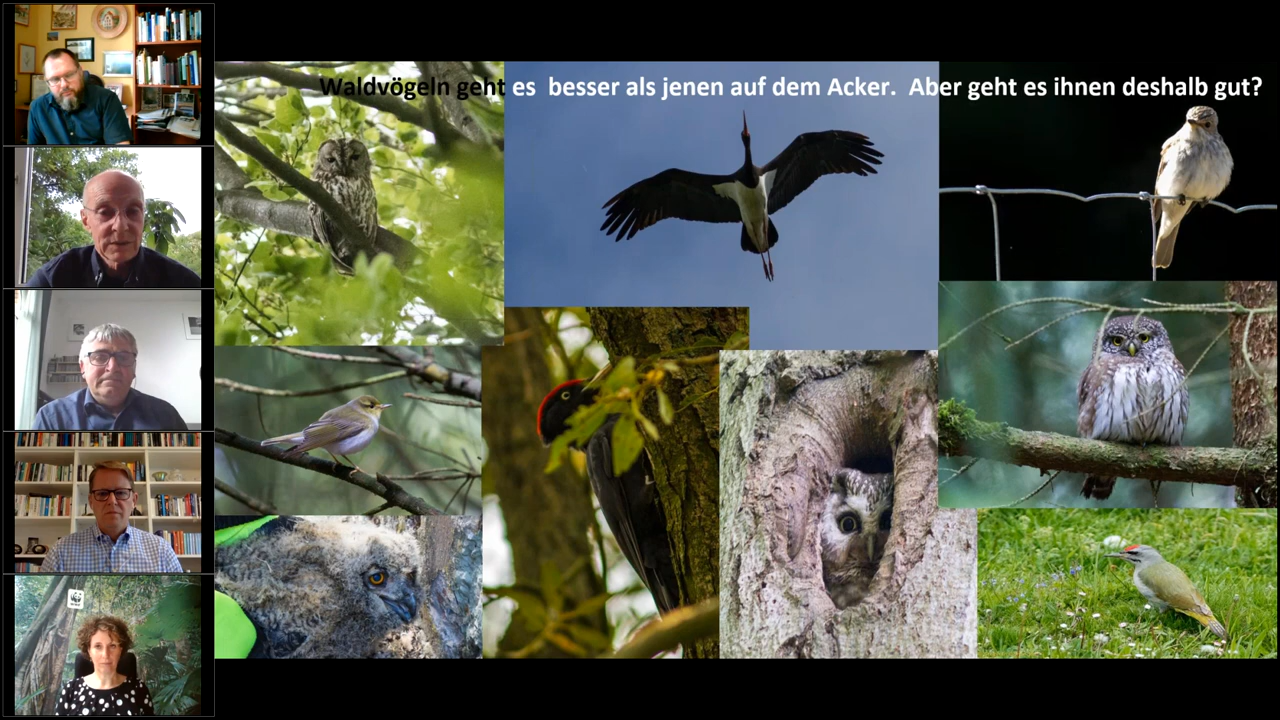 Waldvögeln geht es besser als jenen auf dem Acker. Aber geht es ihnen deshalb gut?